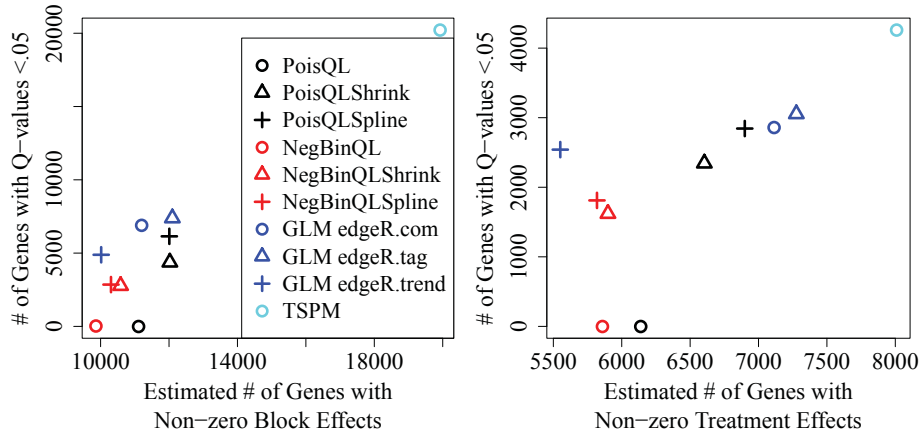 # of Genes with Q−values <.05
20000
10000
5000
0
10000
14000
18000
Estimated # of Genes with
Non−zero Block Effects
PoisQL
PoisQLShrink
PoisQLSpline
NegBinQL
NegBinQLShrink
NegBinQLSpline
GLM edgeR.com
GLM edgeR.tag
GLM edgeR.trend
TSPM
# of Genes with Q−values <.05
4000
3000
2000
1000
0
5500
6000
6500
7000
7500
8000
Estimated # of Genes with
Non−zero Treatment Effects